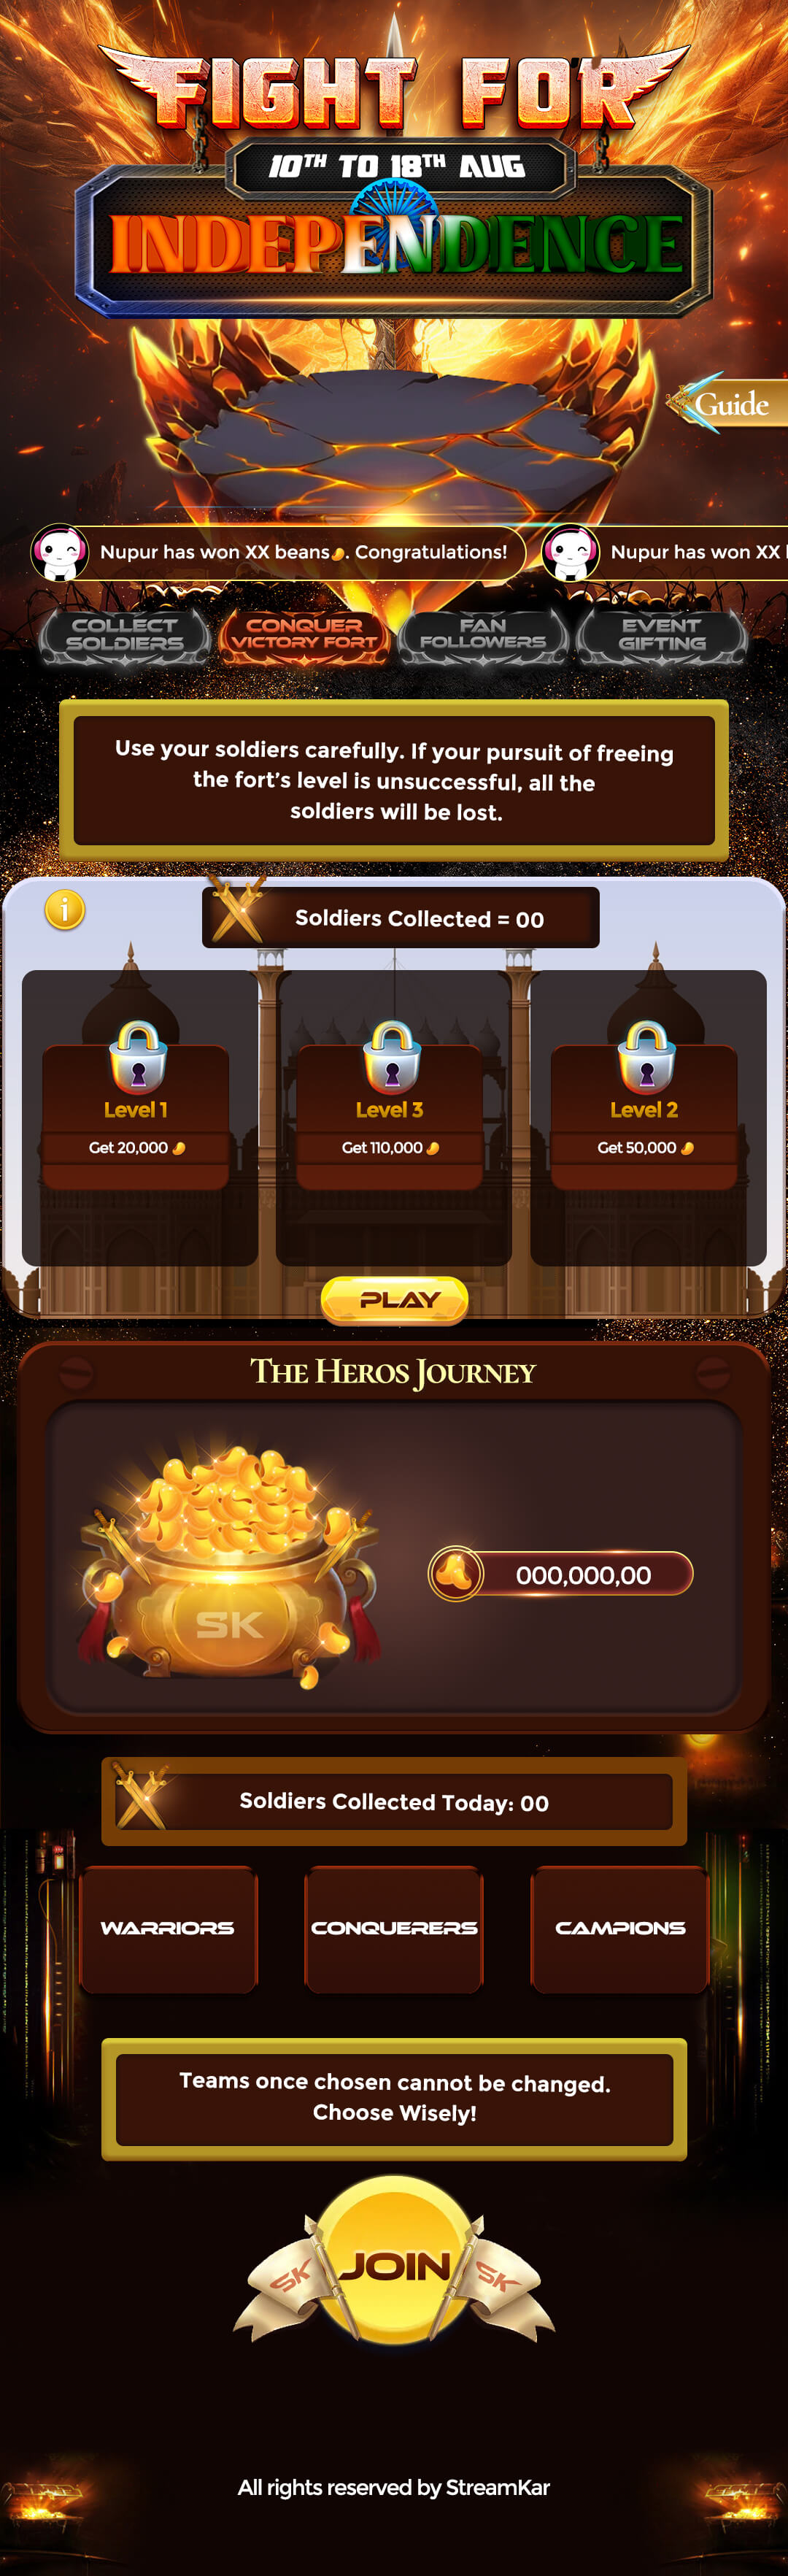 FIGHT FOR
10TH TO 18TH AUG
INDEPENDENCE
Guide
Nupur has won XX beans. Congratulations!
Nupur has won XX
COLLECT
SOLDIERS
CONQUER
VICTORY FORT
FAN
FOLLOWERS
EVENT
GIFTING
Use your soldiers carefully. If your pursuit of freeing
the fort's level is unsuccessful, all the
soldiers will be lost.
i
Soldiers Collected = 00
Level 1
Get 20,000
Level 3
Get 110,000
Level 2
Get 50,000
PLAY
THE HEROS JOURNEY
SK
000,000,00
Soldiers Collected Today: 00
WARRIORS
CONQUERERS
CAMPIONS
Teams once chosen cannot be changed.
Choose Wisely!
SK
JOIN
SK
All rights reserved by StreamKar